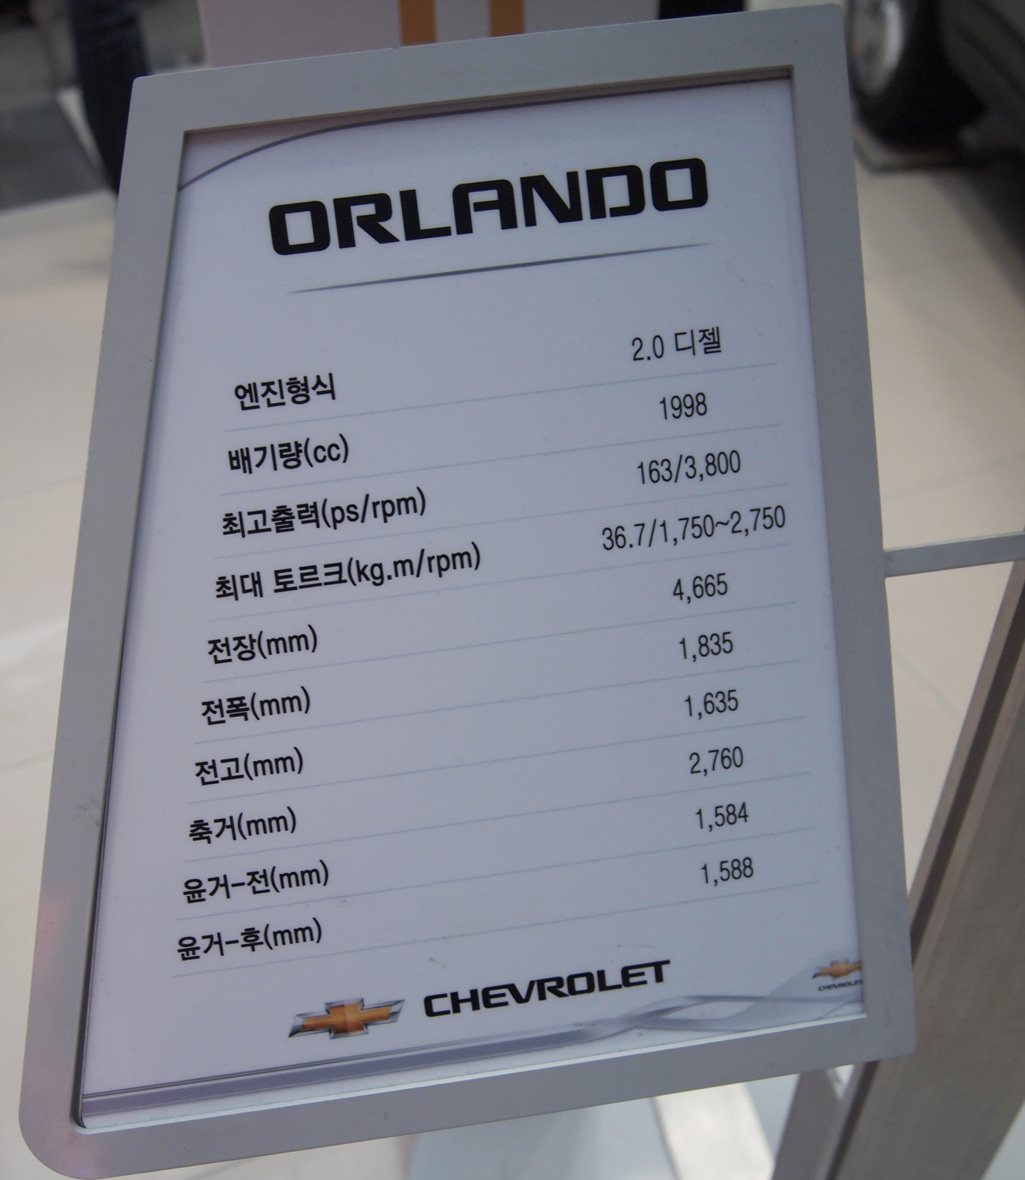 ORLANDO
엔진형식 2.0 디젤
배기량(cc) 1998
최고출력(ps/rpm) 163/3,800
최대 토르크(kg.m/rpm) 36.7/1,750~2,750
전장(mm) 4,665
전폭(mm) 1,835
전고(mm) 1,635
축거(mm) 2,760
윤거-전(mm) 1,584
윤거-후(mm) 1,588
CHEVROLET
CHEVROLET